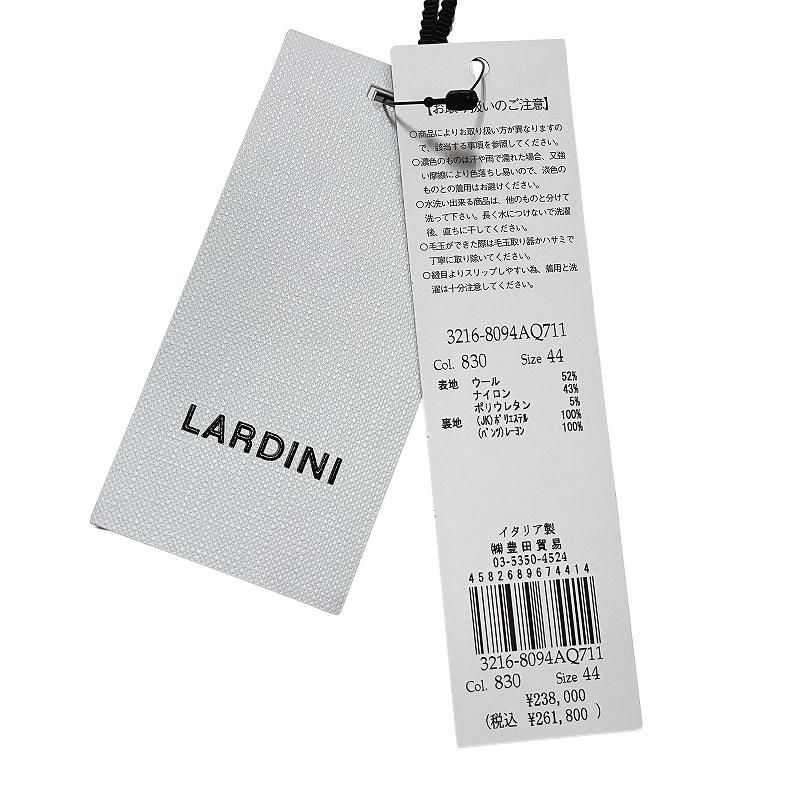 LARDINI
【お取り扱いのご注意】
○商品によりお取り扱い方が異なりますの
で、該当する事項を参照してください。
○濃色のものは汗や雨で濡れた場合、又強
い摩擦により色落ちし易いので、淡色の
ものとの着用はお避けください。
○水洗い出来る商品は、他のものと分けて
洗って下さい。長く水につけないで洗濯
後、直ちに干してください。
○毛玉ができた際は毛玉取り器かハサミで
丁寧に取り除いてください。
○縫目よりスリップしやすい為、着用と洗
濯は十分注意してください。
3216-8094AQ711
Col. 830 Size 44
表地 ウール 52%
ナイロン 43%
ポリウレタン 5%
裏地 (JK)ポリエステル 100%
(パンツ)レーヨン 100%
イタリア製
㈱豊田貿易
03-5350-4524
4582689674414
3216-8094AQ711
Col. 830 Size 44
¥238,000
(税込 ¥261,800 )